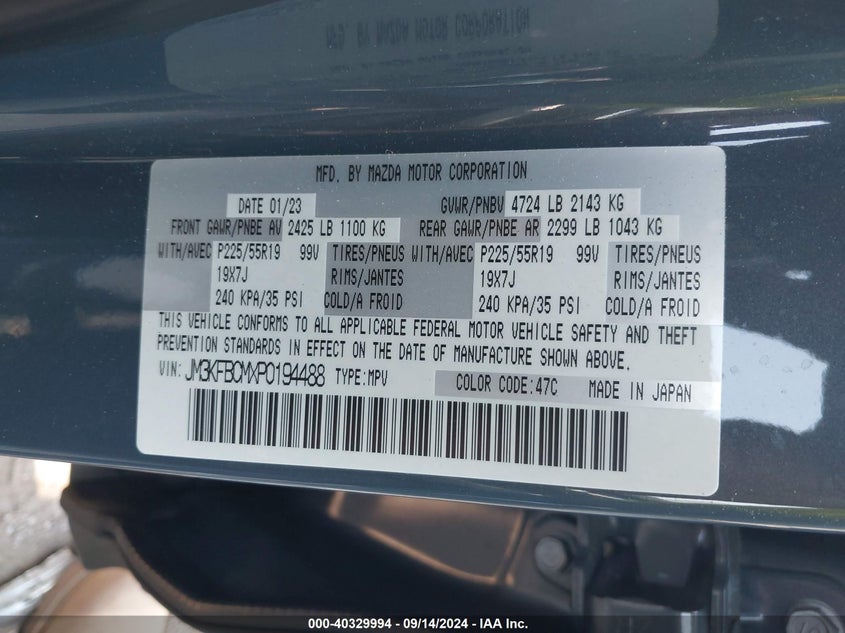 MFD. BY MAZDA MOTOR CORPORATION
DATE 01/23 GVWR/PNBV 4724 LB 2143 KG
FRONT GAWR/PNBE AV 2425 LB 1100 KG REAR GAWR/PNBE AR 2299 LB 1043 KG
WITH/AVEC P225/55R19 99V TIRES/PNEUS WITH/AVEC P225/55R19 99V TIRES/PNEUS
19X7J RIMS/JANTES 19X7J RIMS/JANTES
240 KPA/35 PSI COLD/A FROID 240 KPA/35 PSI COLD/A FROID
THIS VEHICLE CONFORMS TO ALL APPLICABLE FEDERAL MOTOR VEHICLE SAFETY AND THEFT
PREVENTION STANDARDS IN EFFECT ON THE DATE OF MANUFACTURE SHOWN ABOVE.
VIN: JM3KFBCMXP0194488 TYPE:MPV COLOR CODE:47C MADE IN JAPAN
000-40329994 - 09/14/2024 - IAA Inc.